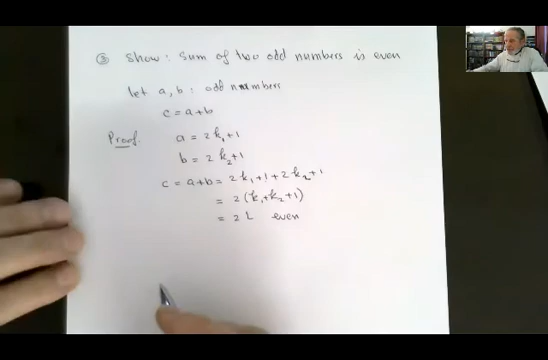 ③ Show: Sum of two odd numbers is even
let a, b: odd numbers
c = a+b
Proof. a = 2k₁+1
b = 2k₂+1
c = a+b = 2k₁+1+2k₂+1
= 2(k₁+k₂+1)
= 2L even